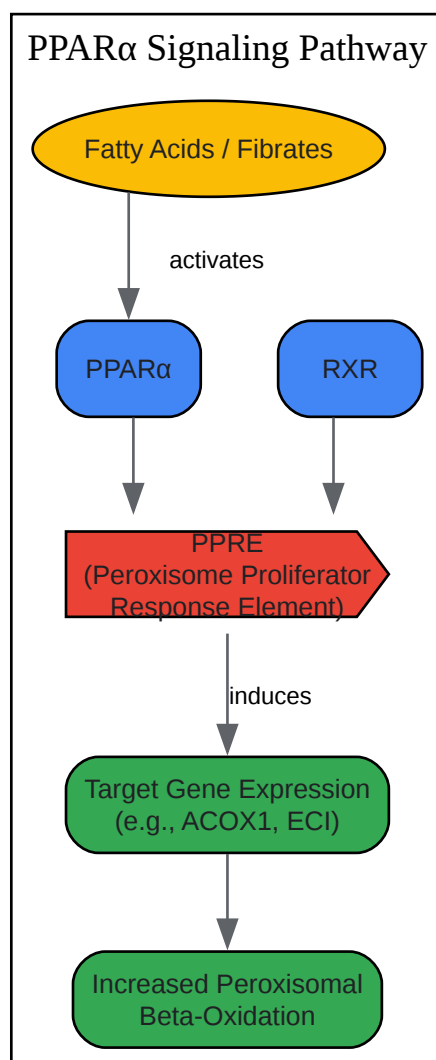 PPARα Signaling Pathway
Fatty Acids / Fibrates
activates
PPARα
RXR
PPRE
(Peroxisome Proliferator
Response Element)
induces
Target Gene Expression
(e.g., ACOX1, ECI)
Increased Peroxisomal
Beta-Oxidation